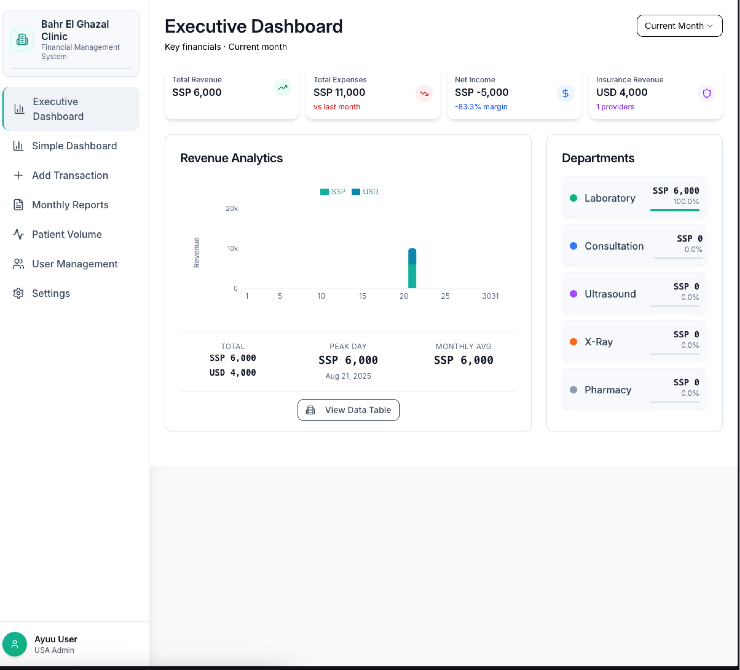 Bahr El Ghazal
Clinic
Financial Management
System
Executive
Dashboard
Simple Dashboard
Add Transaction
Monthly Reports
Patient Volume
User Management
Settings
Ayuu User
USA Admin
Executive Dashboard
Key financials · Current month
Current Month
Total Revenue
SSP 6,000
Total Expenses
SSP 11,000
vs last month
Net Income
SSP -5,000
-83.3% margin
Insurance Revenue
USD 4,000
1 providers
Revenue Analytics
SSP USD
20k
10k
0
Revenue
1 5 10 15 20 25 3031
TOTAL
SSP 6,000
USD 4,000
PEAK DAY
SSP 6,000
Aug 21, 2025
MONTHLY AVG
SSP 6,000
View Data Table
Departments
Laboratory
SSP 6,000
100.0%
Consultation
SSP 0
0.0%
Ultrasound
SSP 0
0.0%
X-Ray
SSP 0
0.0%
Pharmacy
SSP 0
0.0%